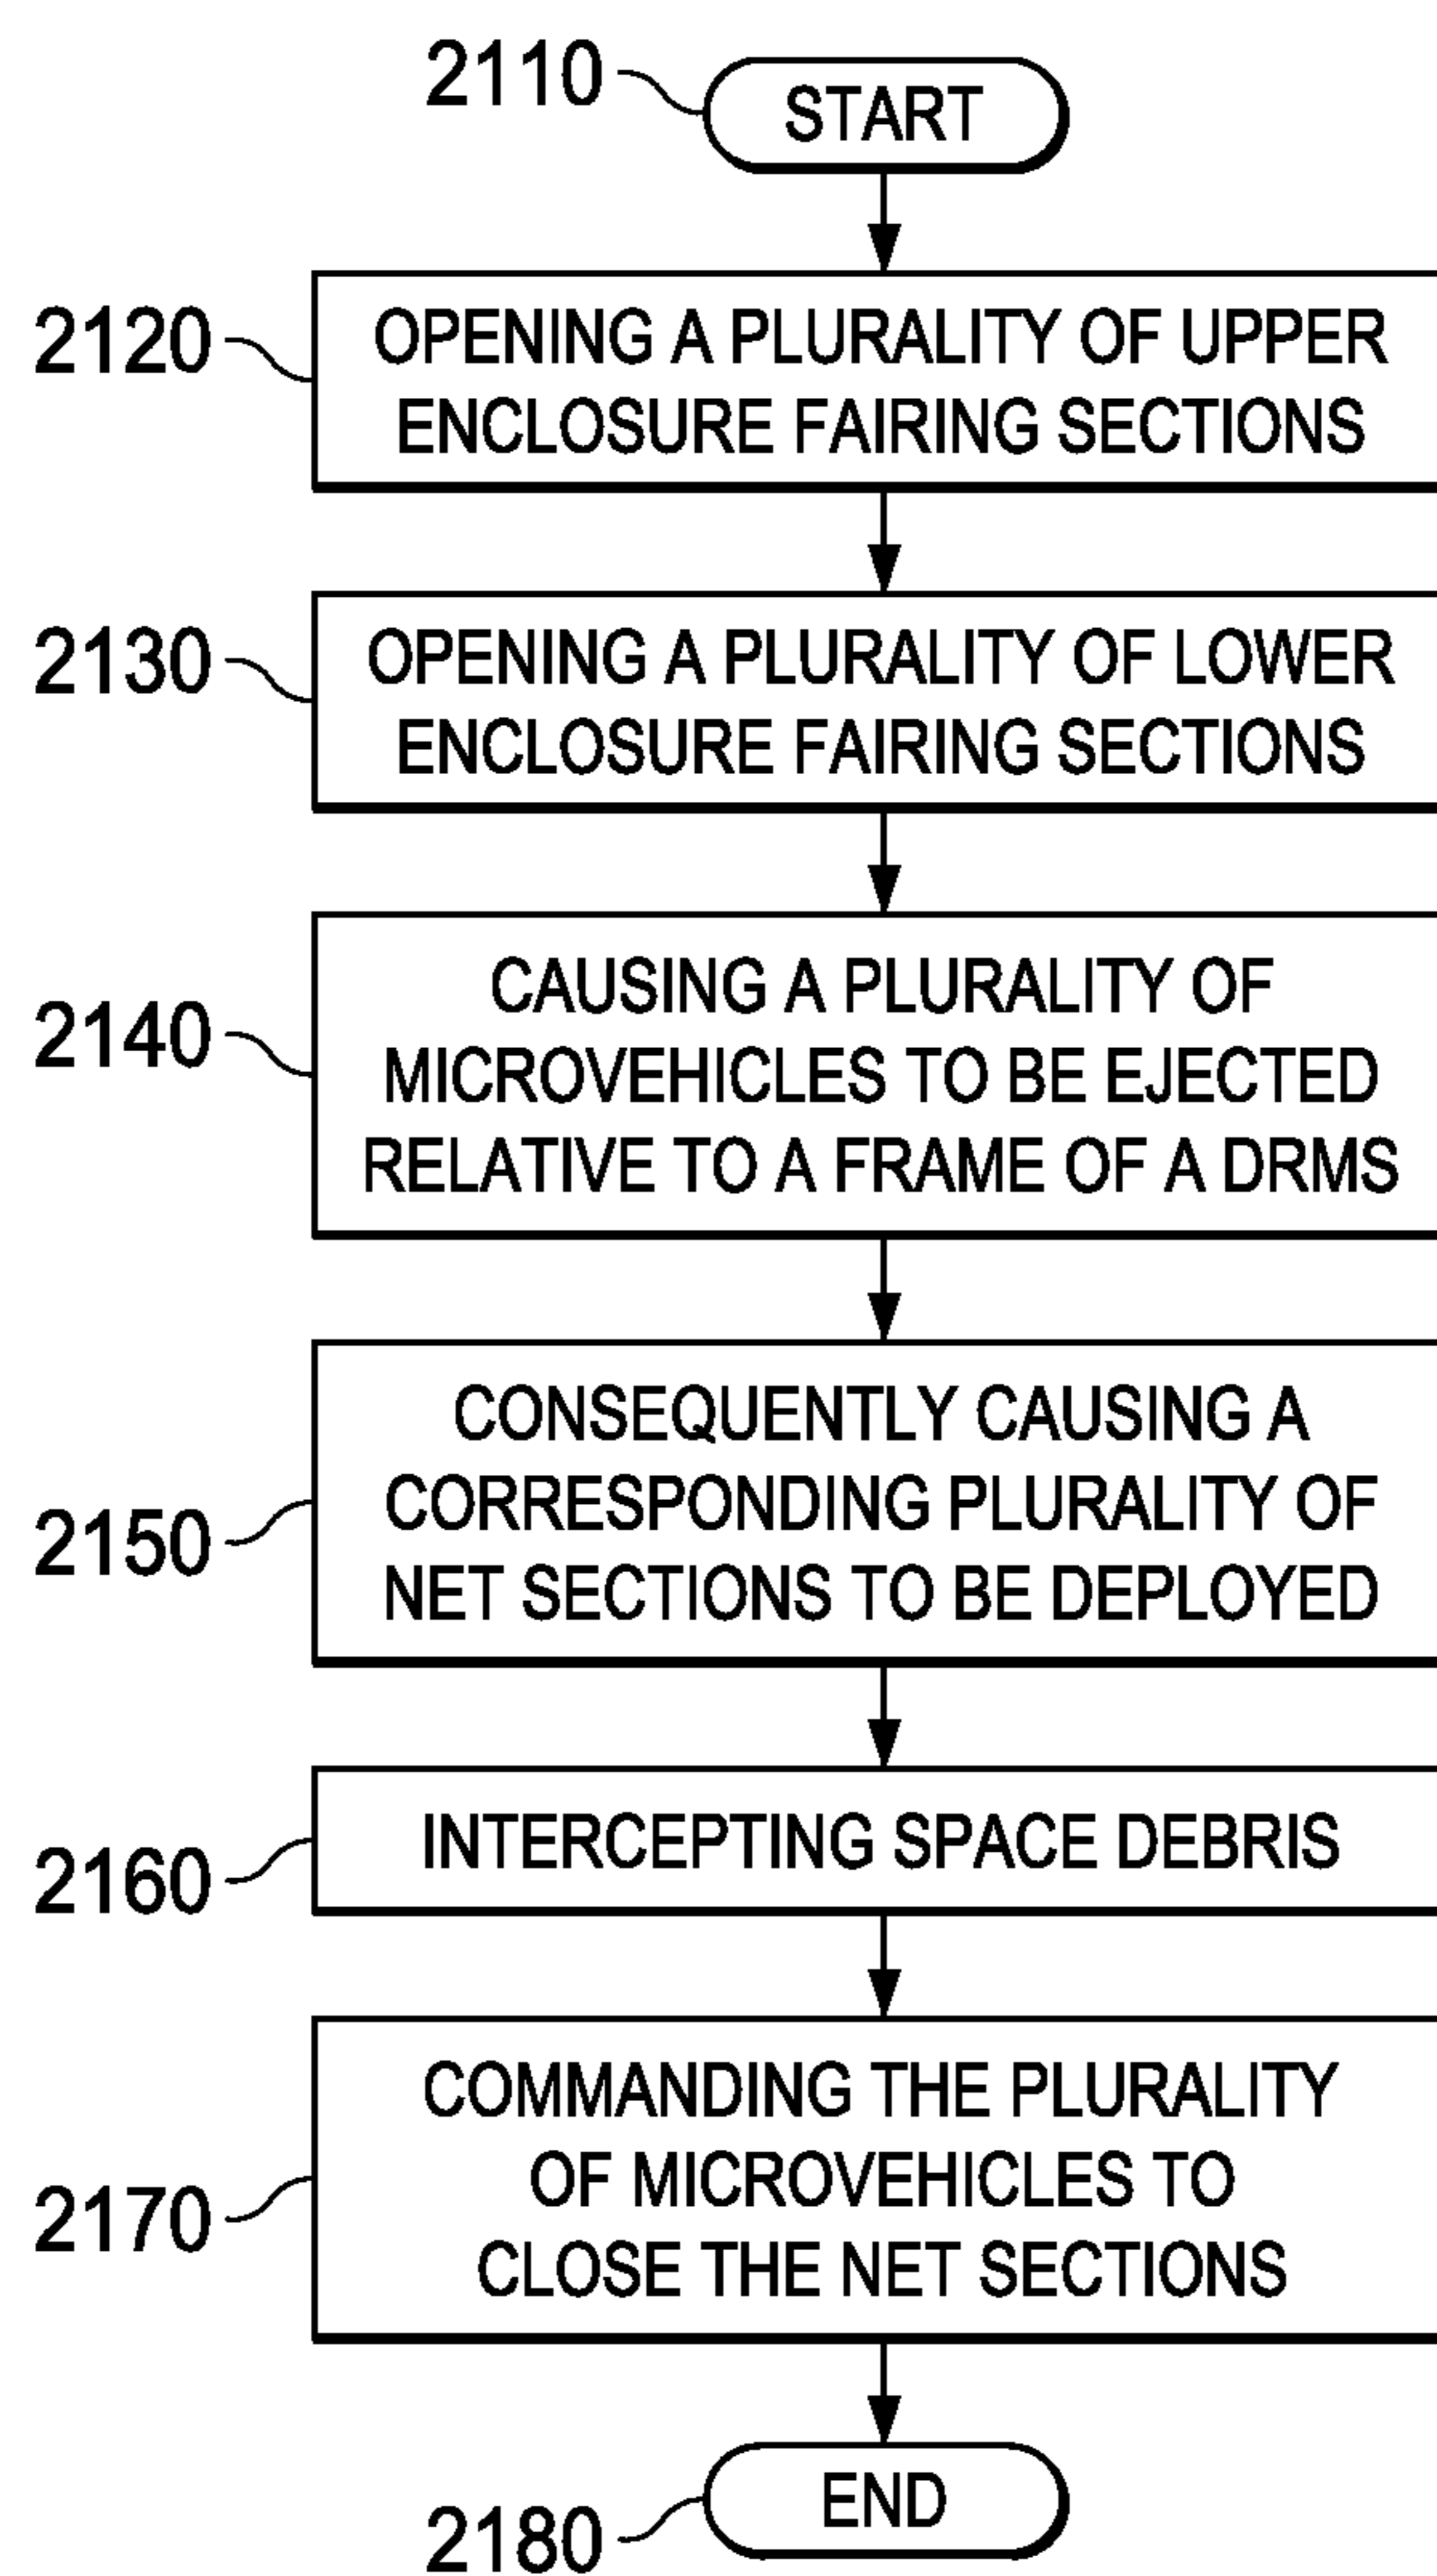 2110
START
2120
OPENING A PLURALITY OF UPPER
ENCLOSURE FAIRING SECTIONS
2130
OPENING A PLURALITY OF LOWER
ENCLOSURE FAIRING SECTIONS
2140
CAUSING A PLURALITY OF
MICROVEHICLES TO BE EJECTED
RELATIVE TO A FRAME OF A DRMS
2150
CONSEQUENTLY CAUSING A
CORRESPONDING PLURALITY OF
NET SECTIONS TO BE DEPLOYED
2160
INTERCEPTING SPACE DEBRIS
2170
COMMANDING THE PLURALITY
OF MICROVEHICLES TO
CLOSE THE NET SECTIONS
2180
END